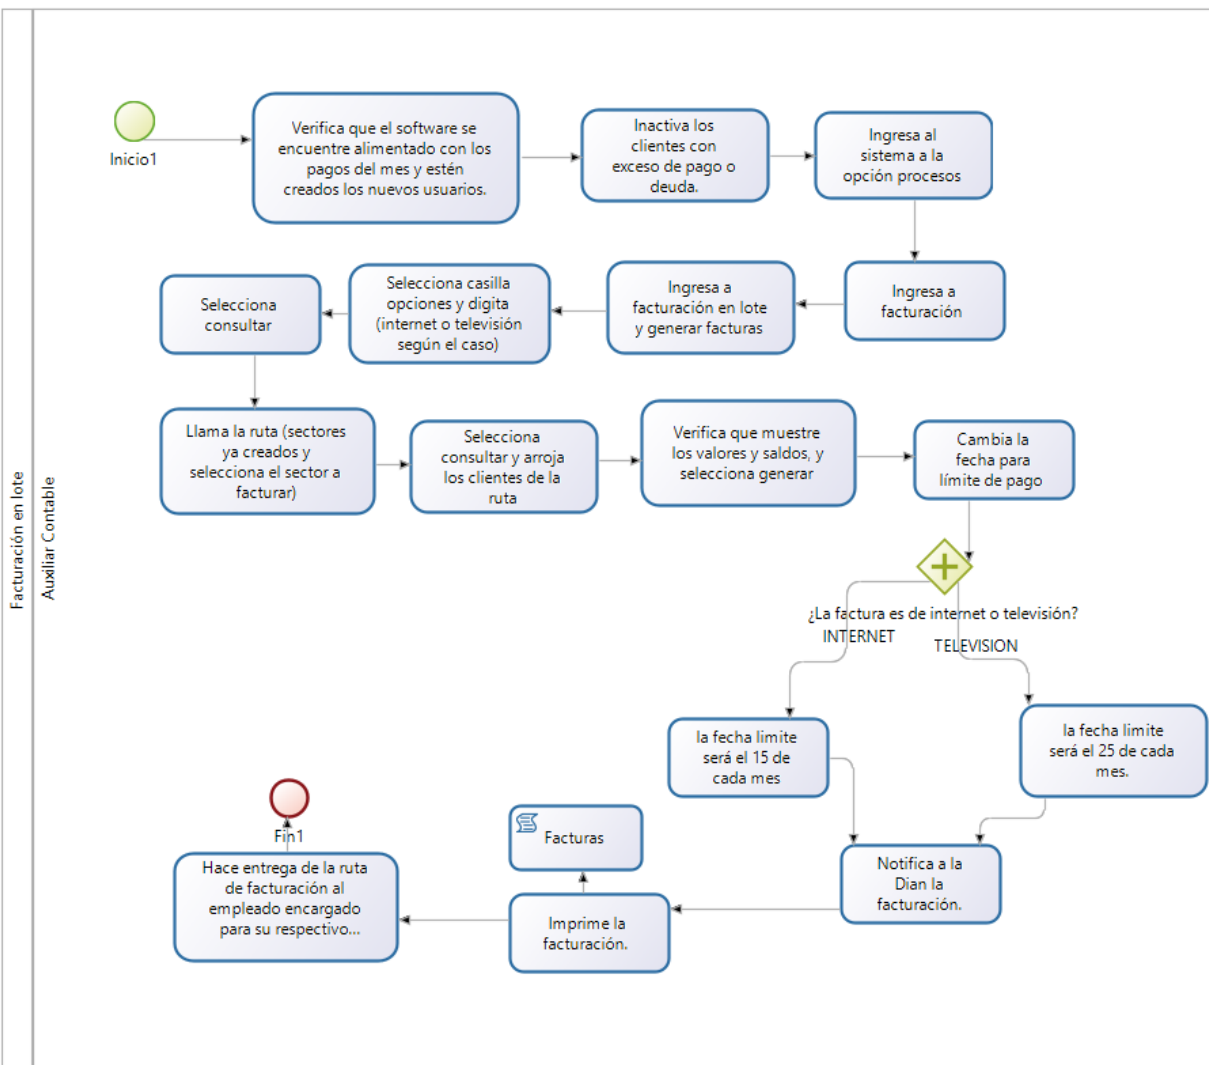 Facturación en lote
Auxiliar Contable
Inicio1
Verifica que el software se
encuentre alimentado con los
pagos del mes y estén
creados los nuevos usuarios.
Inactiva los
clientes con
exceso de pago o
deuda.
Ingresa al
sistema a la
opción procesos
Ingresa a
facturación
Ingresa a
facturación en lote
y generar facturas
Selecciona casilla
opciones y digita
(internet o televisión
según el caso)
Selecciona
consultar
Llama la ruta (sectores
ya creados y
selecciona el sector a
facturar)
Selecciona
consultar y arroja
los clientes de la
ruta
Verifica que muestre
los valores y saldos, y
selecciona generar
Cambia la
fecha para
límite de pago
¿La factura es de internet o televisión?
INTERNET
TELEVISION
la fecha limite
será el 15 de
cada mes
la fecha limite
será el 25 de cada
mes.
Notifica a la
Dian la
facturación.
Imprime la
facturación.
Facturas
Hace entrega de la ruta
de facturación al
empleado encargado
para su respectivo...
Fin1